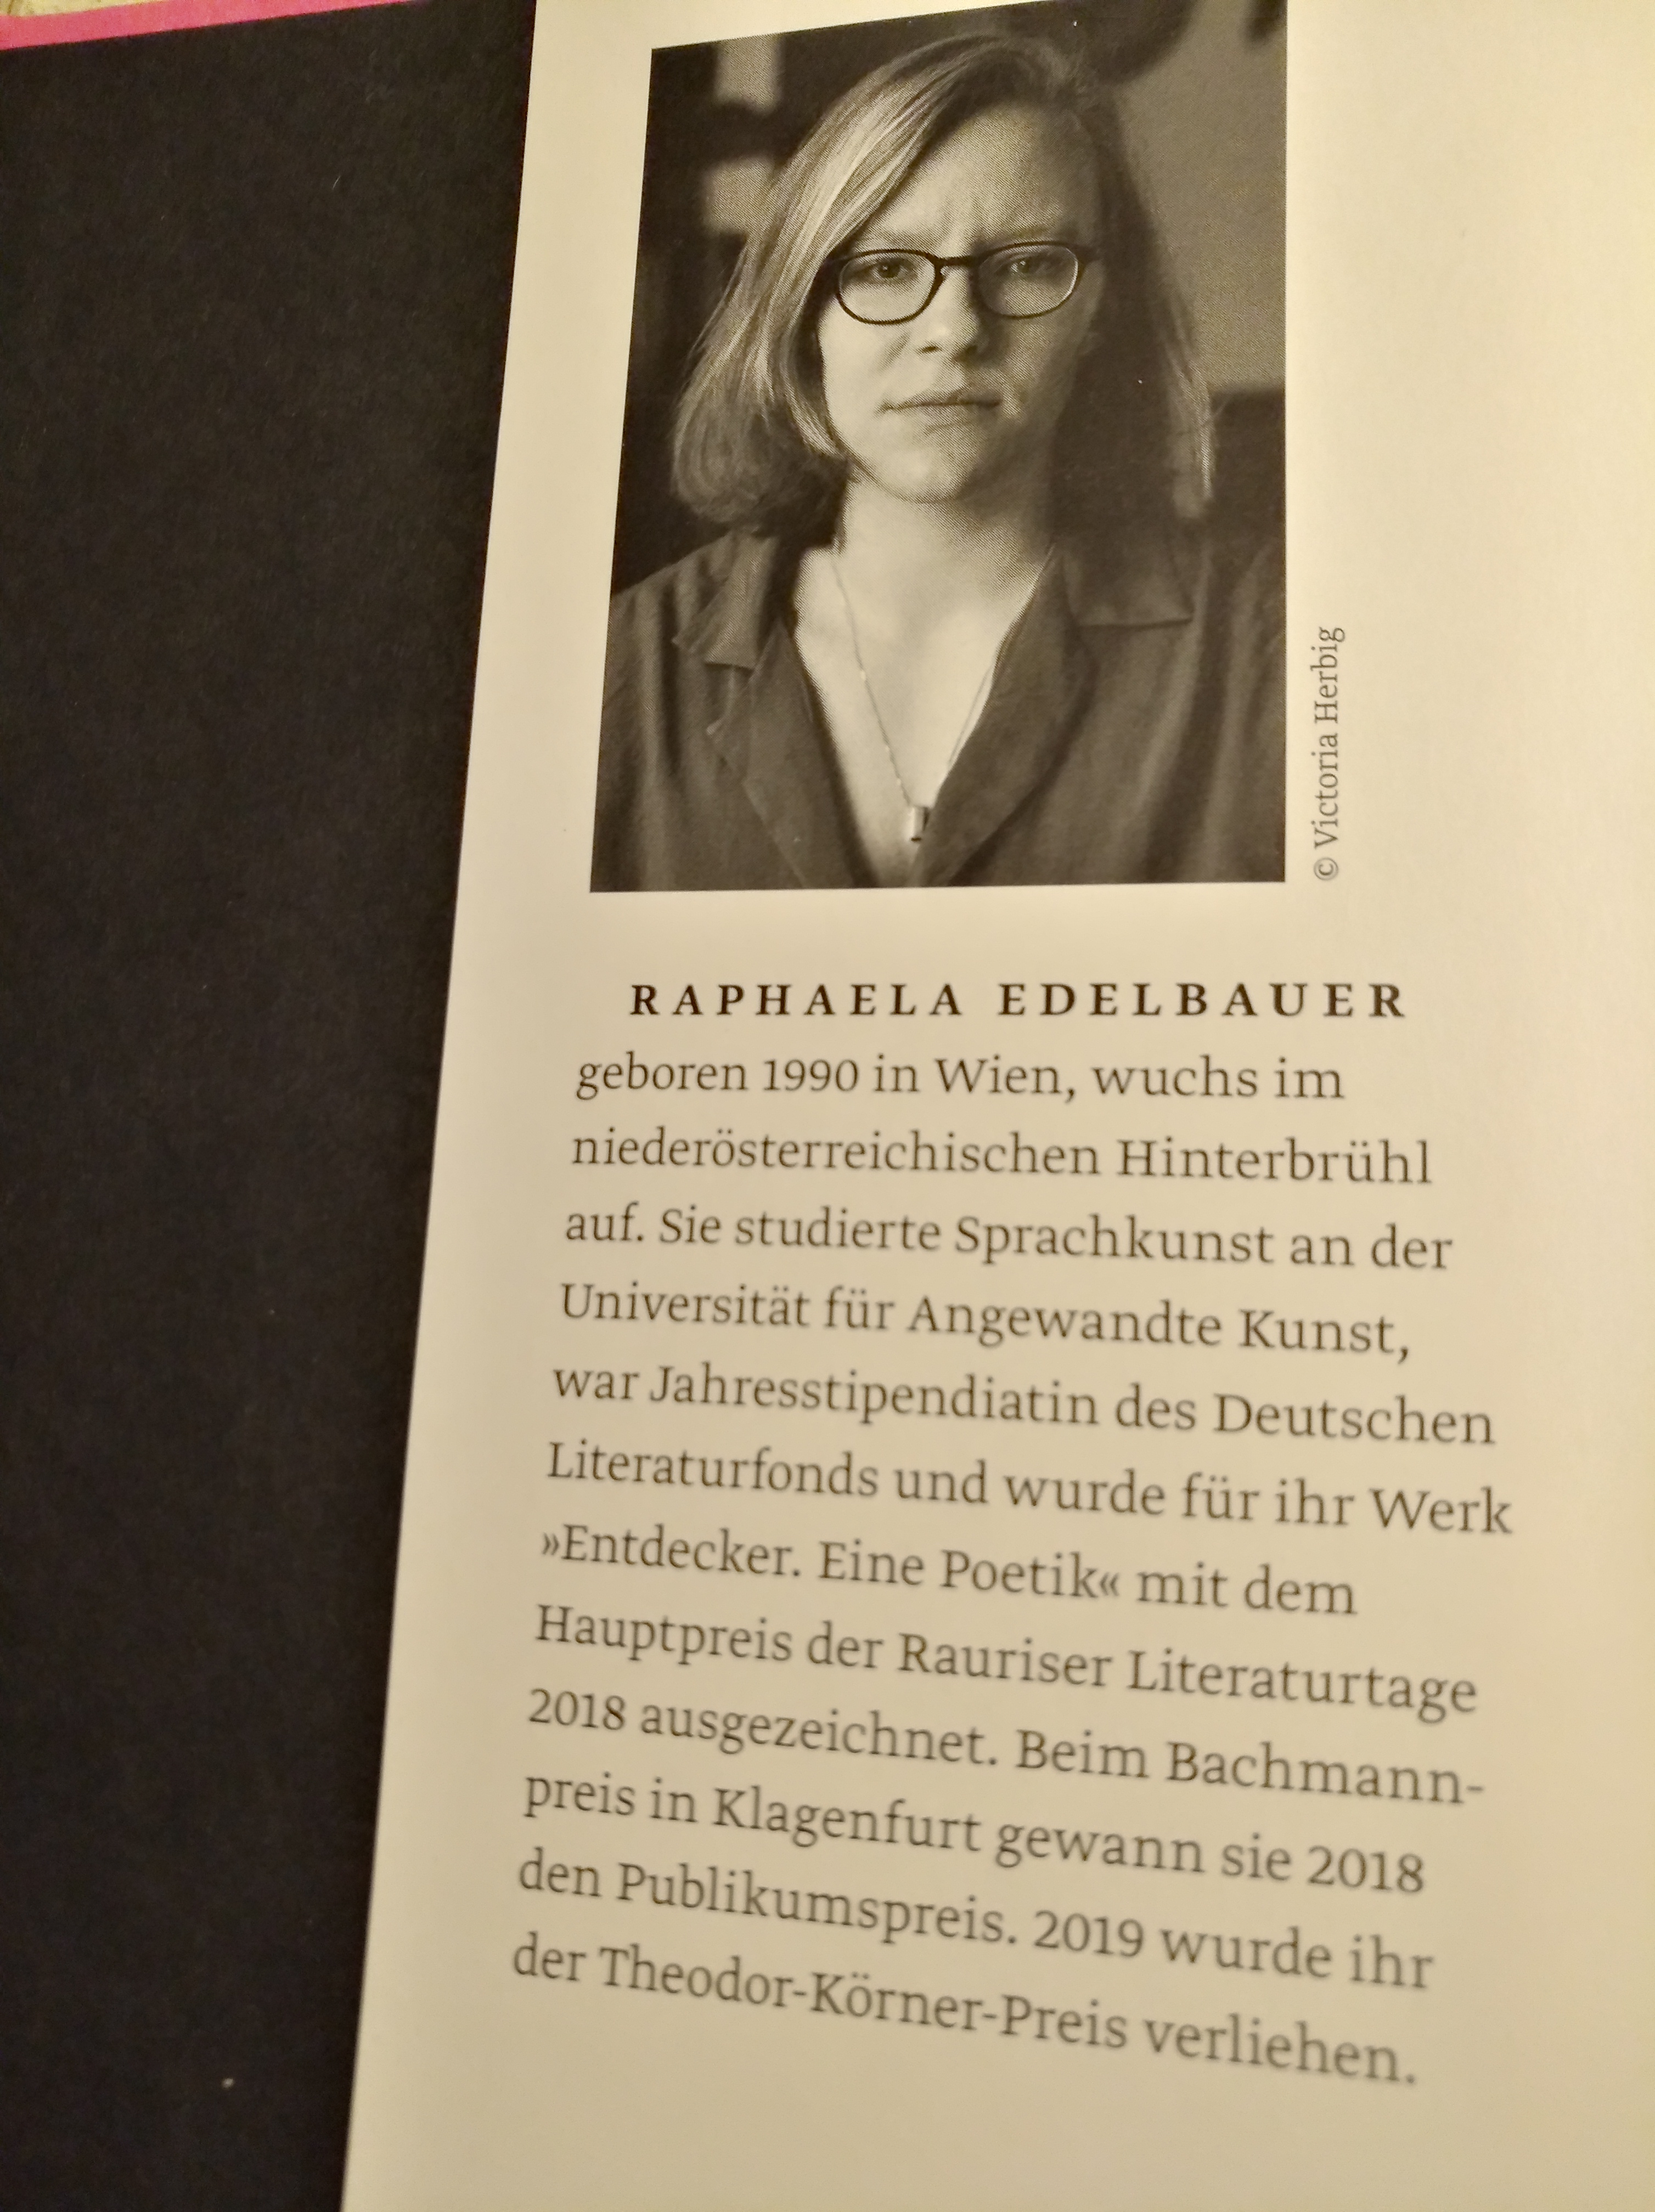 © Victoria Herbig
RAPHAELA EDELBAUER
geboren 1990 in Wien, wuchs im
niederösterreichischen Hinterbrühl
auf. Sie studierte Sprachkunst an der
Universität für Angewandte Kunst,
war Jahresstipendiatin des Deutschen
Literaturfonds und wurde für ihr Werk
»Entdecker. Eine Poetik« mit dem
Hauptpreis der Rauriser Literaturtage
2018 ausgezeichnet. Beim Bachmann-
preis in Klagenfurt gewann sie 2018
den Publikumspreis. 2019 wurde ihr
der Theodor-Körner-Preis verliehen.